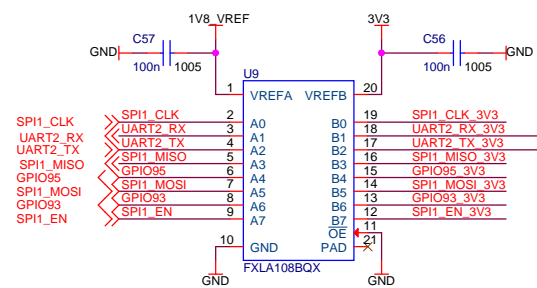 1V8_VREF 3V3
C57 C56
GND GND
100n 1005 U9 100n 1005
1 VREFA VREFB 20
SPI1_CLK SPI1_CLK 2 A0 B0 19 SPI1_CLK_3V3
UART2_RX UART2_RX 3 A1 B1 18 UART2_RX_3V3
UART2_TX UART2_TX 4 A2 B2 17 UART2_TX_3V3
SPI1_MISO SPI1_MISO 5 A3 B3 16 SPI1_MISO_3V3
GPIO95 GPIO95 6 A4 B4 15 GPIO95_3V3
SPI1_MOSI SPI1_MOSI 7 A5 B5 14 SPI1_MOSI_3V3
GPIO93 GPIO93 8 A6 B6 13 GPIO93_3V3
SPI1_EN SPI1_EN 9 A7 B7 12 SPI1_EN_3V3
OE 11
10 GND PAD 21
FXLA108BQX
GND GND